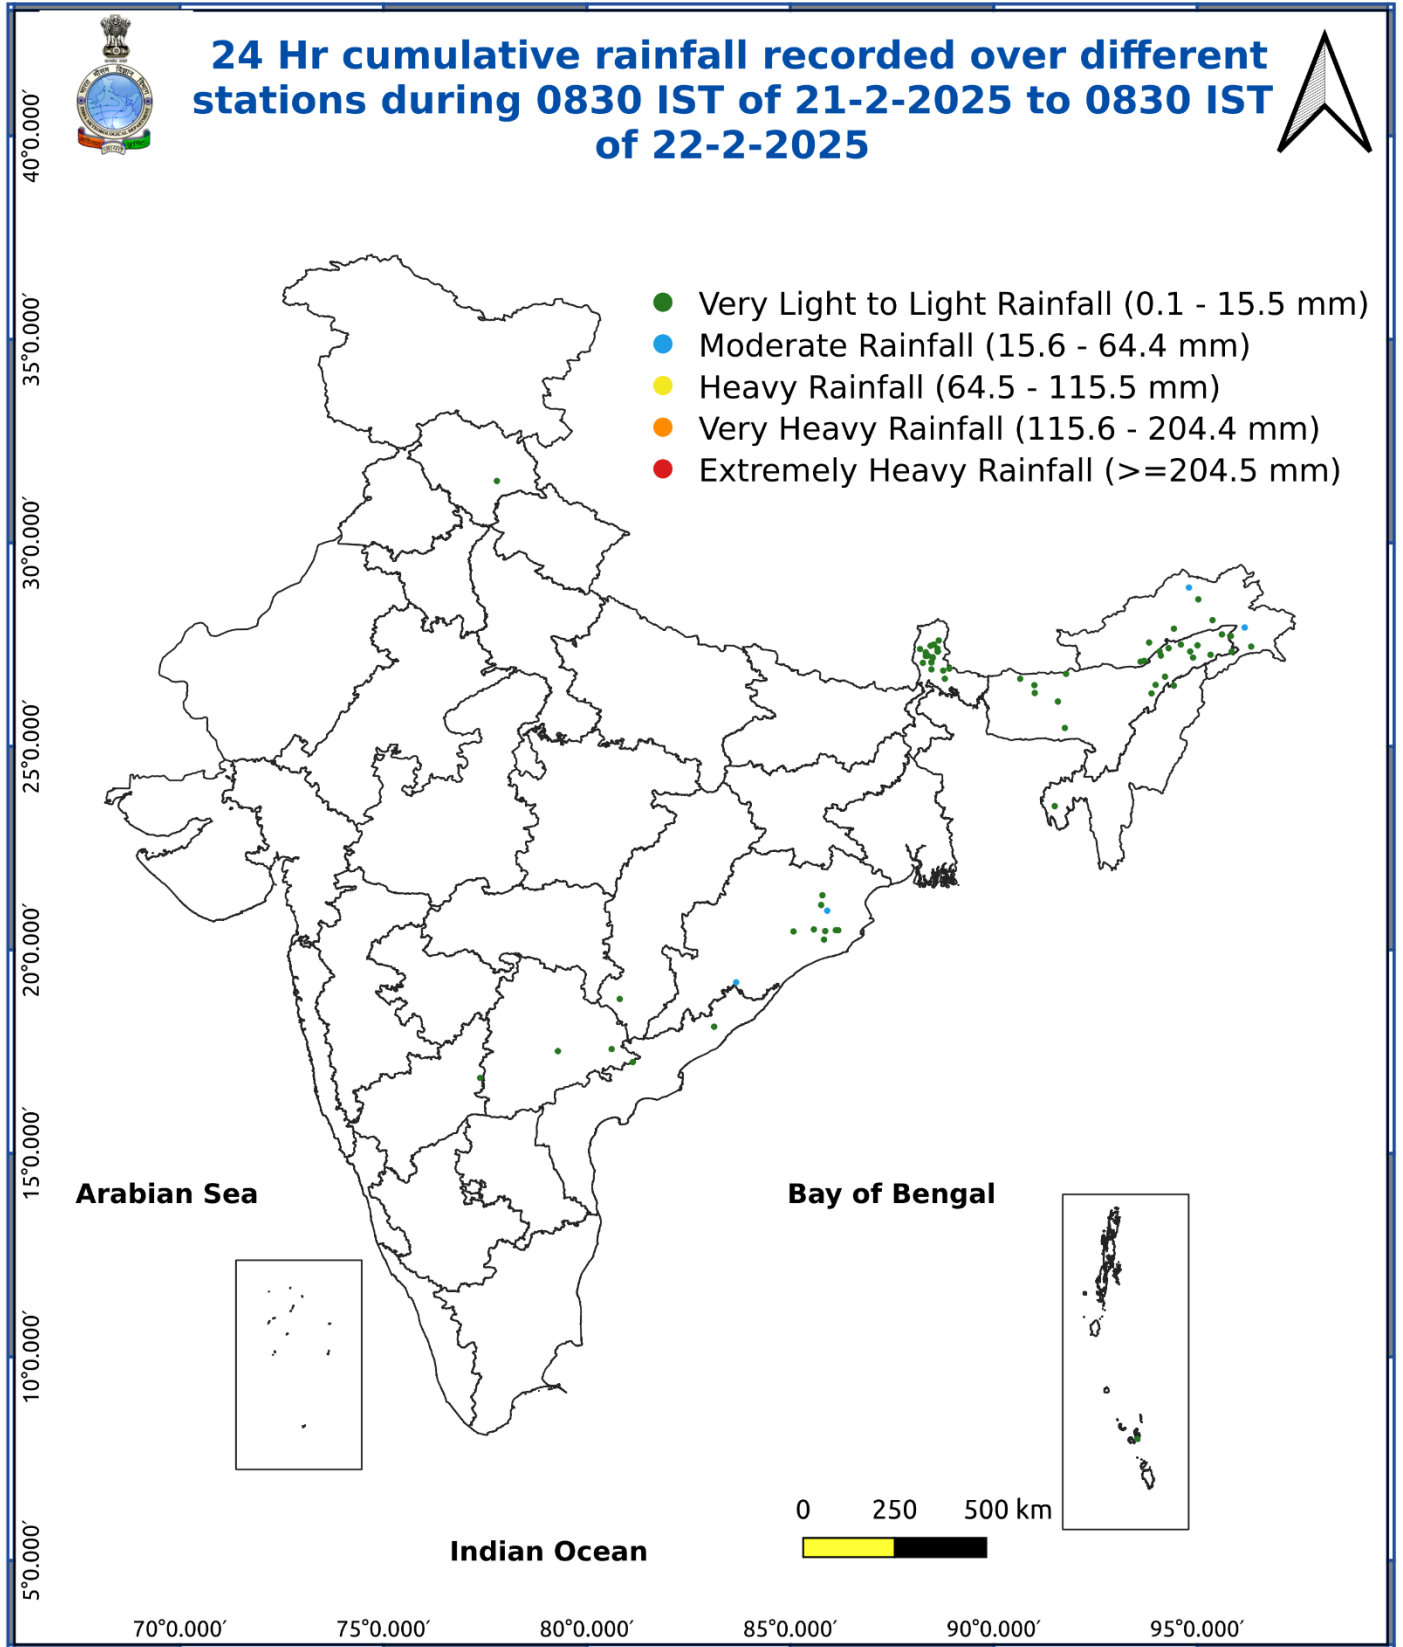 24 Hr cumulative rainfall recorded over different
stations during 0830 IST of 21-2-2025 to 0830 IST
of 22-2-2025
Very Light to Light Rainfall (0.1 - 15.5 mm)
Moderate Rainfall (15.6 - 64.4 mm)
Heavy Rainfall (64.5 - 115.5 mm)
Very Heavy Rainfall (115.6 - 204.4 mm)
Extremely Heavy Rainfall (>=204.5 mm)
40°0.000′
35°0.000′
30°0.000′
25°0.000′
20°0.000′
15°0.000′
10°0.000′
5°0.000′
Arabian Sea
Bay of Bengal
Indian Ocean
0 250 500 km
70°0.000′ 75°0.000′ 80°0.000′ 85°0.000′ 90°0.000′ 95°0.000′